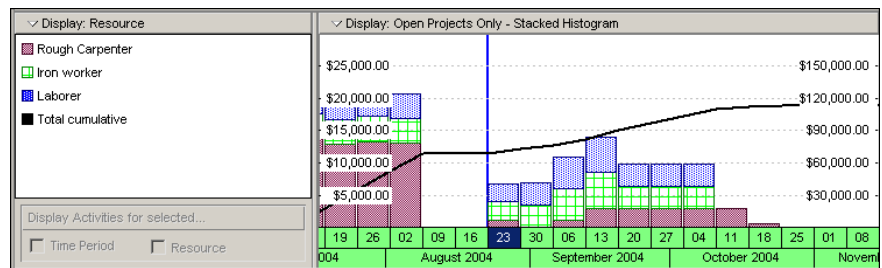 Display: Resource
Display: Open Projects Only - Stacked Histogram
Rough Carpenter
Iron worker
Laborer
Total cumulative
$25,000.00
$20,000.00
$15,000.00
$10,000.00
$5,000.00
$150,000.00
$120,000.00
$90,000.00
$60,000.00
$30,000.00
Display Activities for selected...
Time Period Resource
19 26 02 09 16 23 30 06 13 20 27 04 11 18 25 01 08
004 August 2004 September 2004 October 2004 Novem